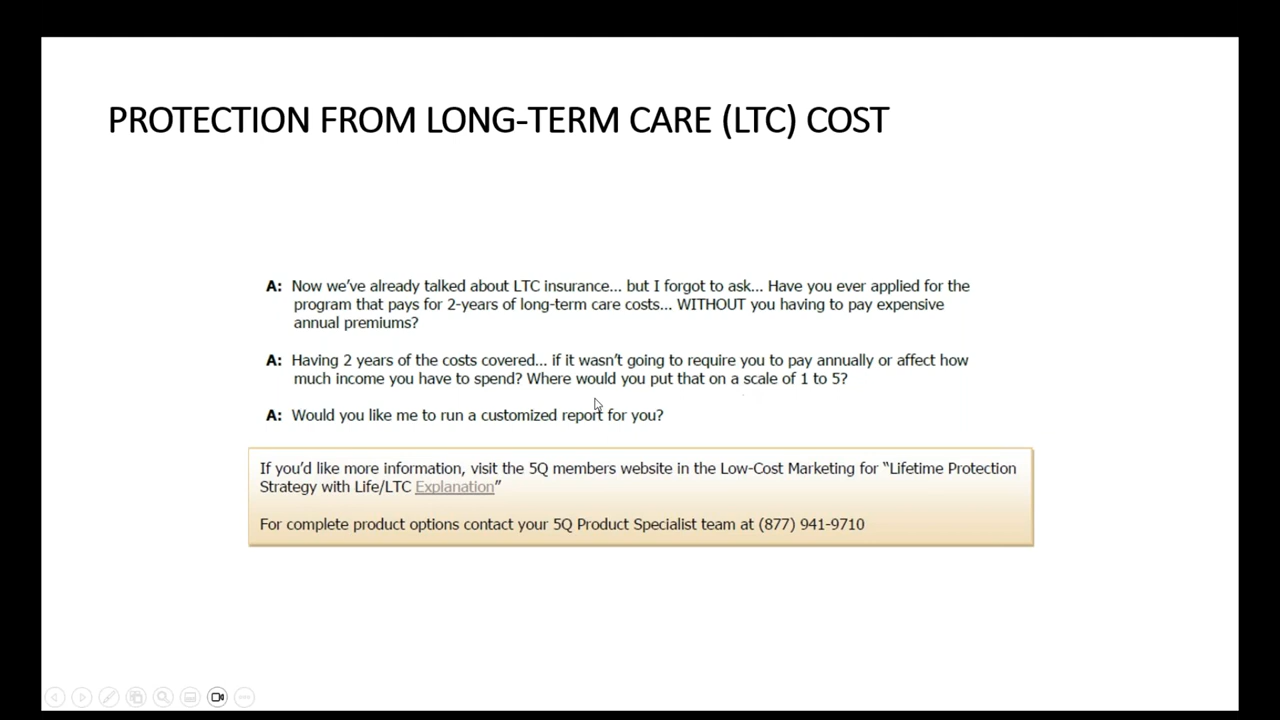 PROTECTION FROM LONG-TERM CARE (LTC) COST
A: Now we've already talked about LTC insurance... but I forgot to ask... Have you ever applied for the
program that pays for 2-years of long-term care costs... WITHOUT you having to pay expensive
annual premiums?
A: Having 2 years of the costs covered... if it wasn't going to require you to pay annually or affect how
much income you have to spend? Where would you put that on a scale of 1 to 5?
A: Would you like me to run a customized report for you?
If you'd like more information, visit the 5Q members website in the Low-Cost Marketing for “Lifetime Protection
Strategy with Life/LTC Explanation”
For complete product options contact your 5Q Product Specialist team at (877) 941-9710